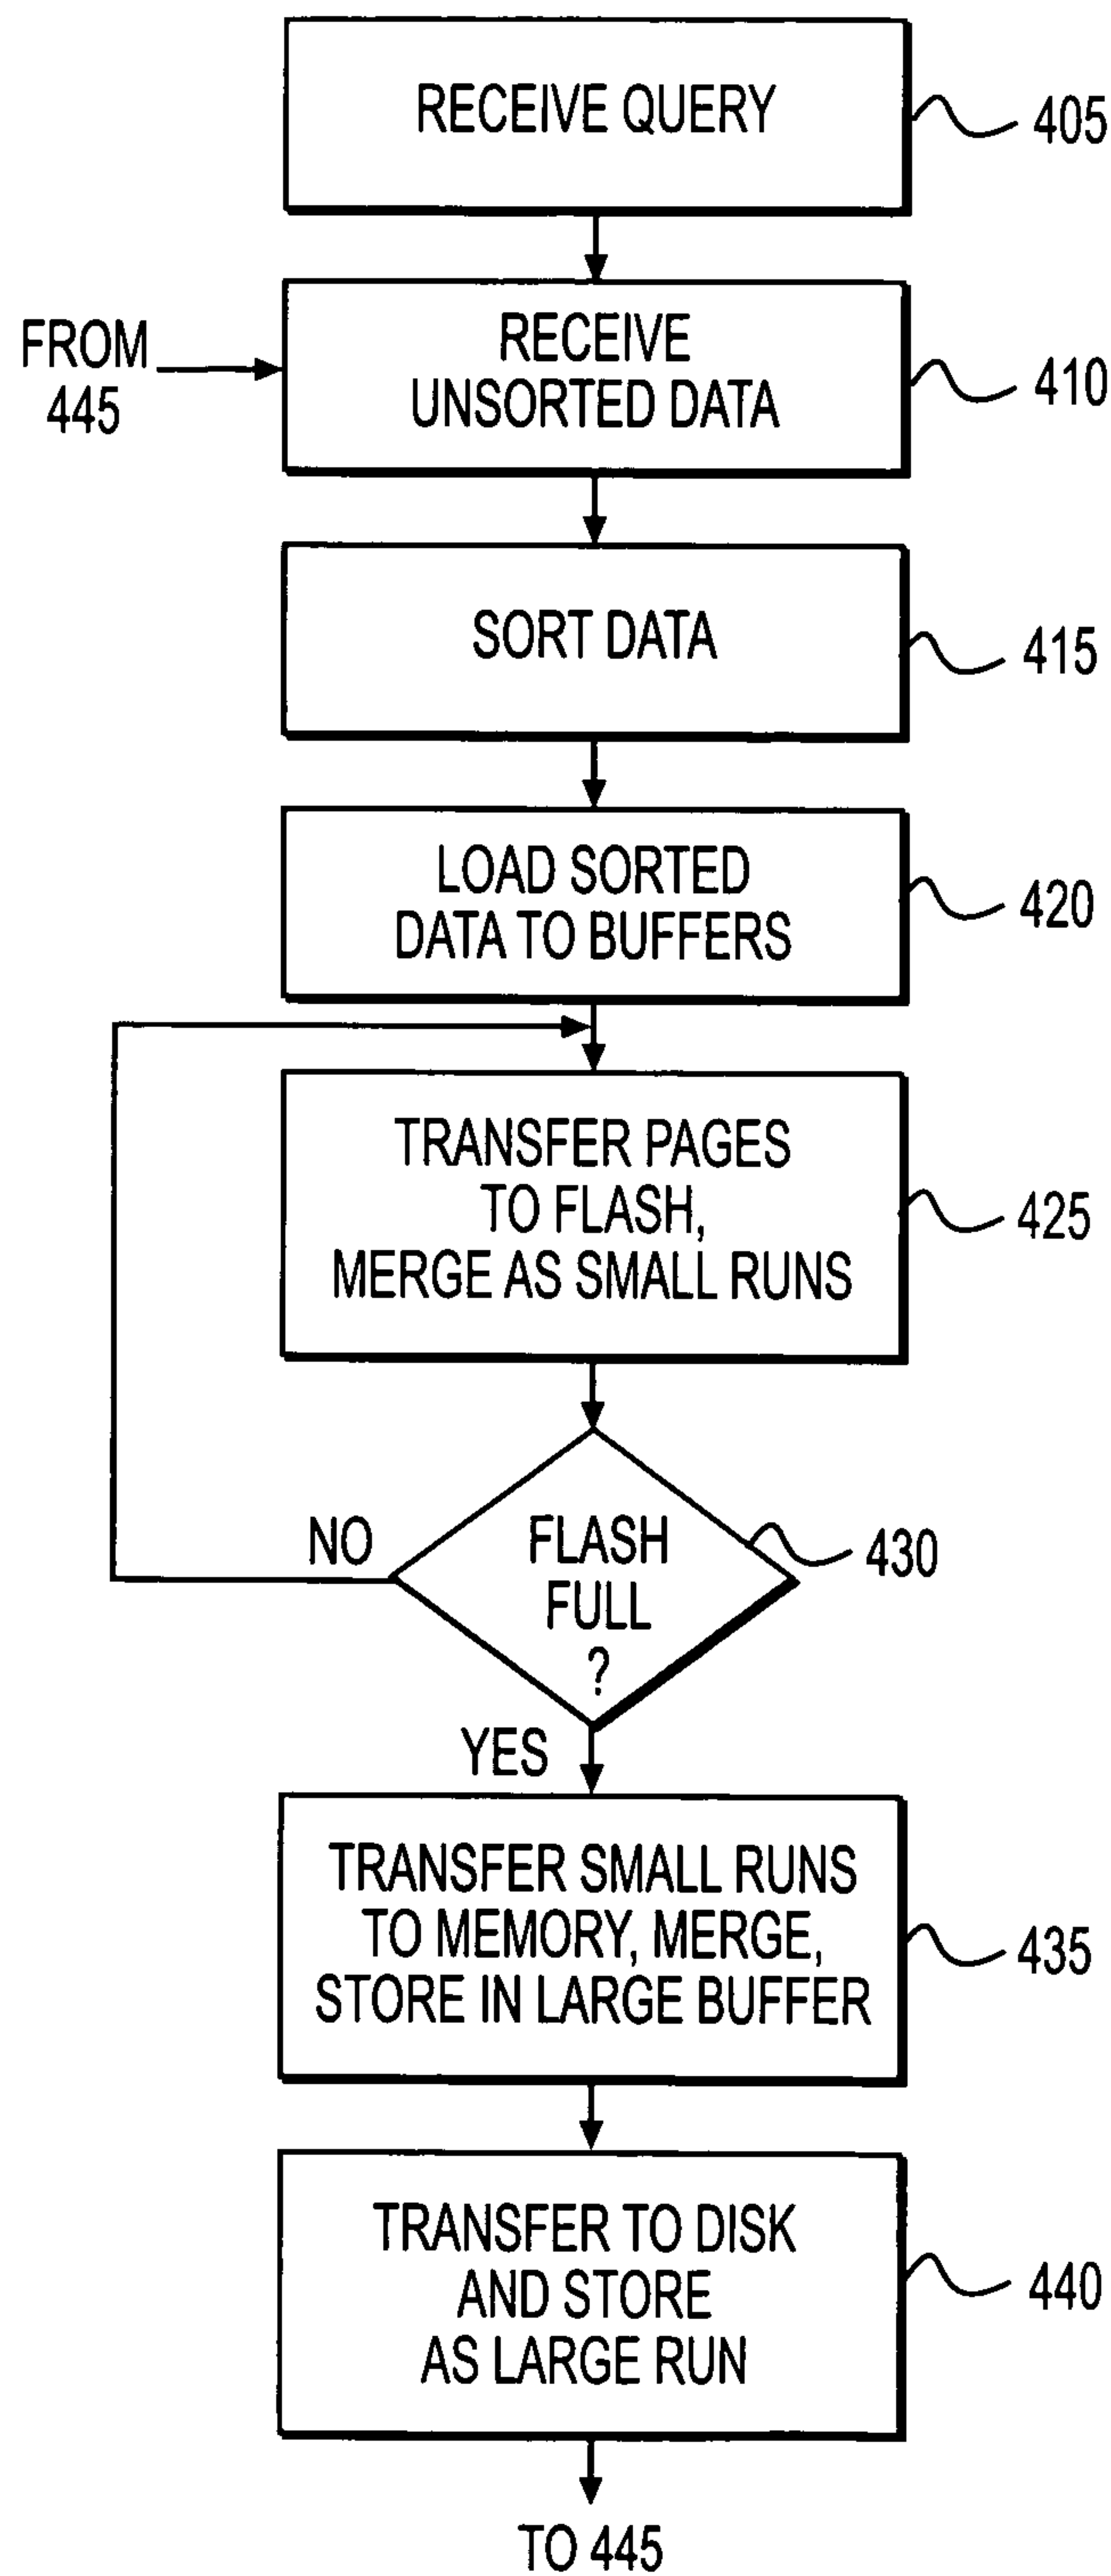 RECEIVE QUERY
405
FROM
445
RECEIVE
UNSORTED DATA
410
SORT DATA
415
LOAD SORTED
DATA TO BUFFERS
420
TRANSFER PAGES
TO FLASH,
MERGE AS SMALL RUNS
425
NO
FLASH
FULL
?
430
YES
TRANSFER SMALL RUNS
TO MEMORY, MERGE,
STORE IN LARGE BUFFER
435
TRANSFER TO DISK
AND STORE
AS LARGE RUN
440
TO 445